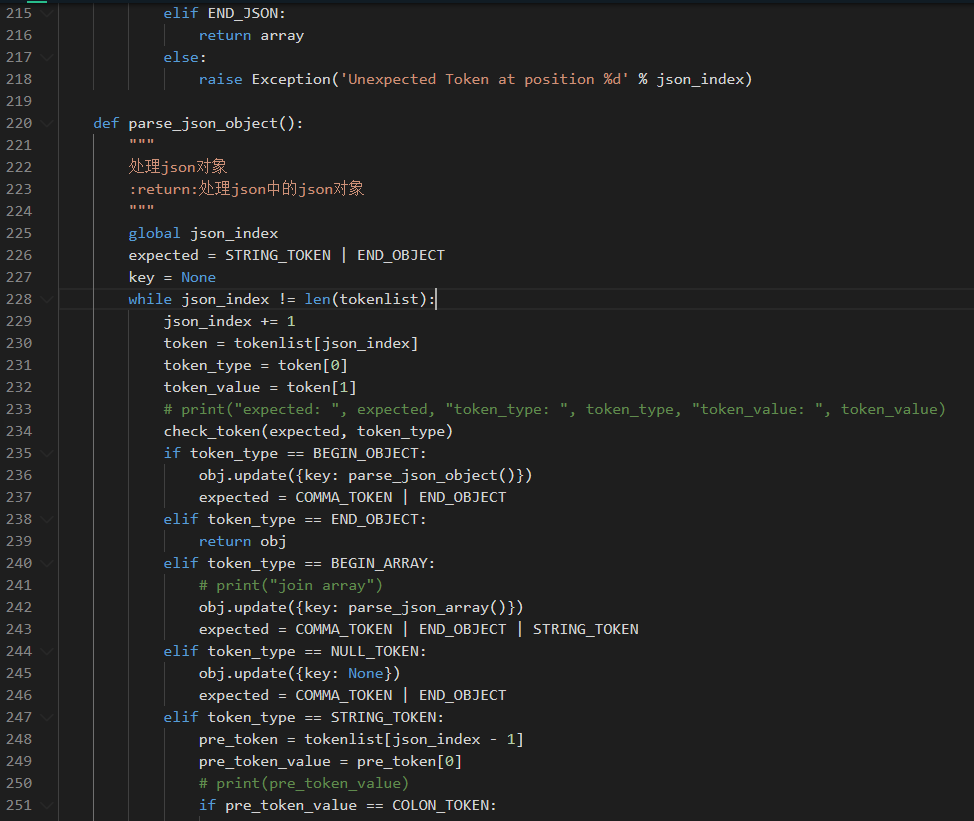 215 elif END_JSON:
216 return array
217 else:
218 raise Exception('Unexpected Token at position %d' % json_index)
219
220 def parse_json_object():
221 """
222 处理json对象
223 :return:处理json中的json对象
224 """
225 global json_index
226 expected = STRING_TOKEN | END_OBJECT
227 key = None
228 while json_index != len(tokenlist):
229 json_index += 1
230 token = tokenlist[json_index]
231 token_type = token[0]
232 token_value = token[1]
233 # print("expected: ", expected, "token_type: ", token_type, "token_value: ", token_value)
234 check_token(expected, token_type)
235 if token_type == BEGIN_OBJECT:
236 obj.update({key: parse_json_object()})
237 expected = COMMA_TOKEN | END_OBJECT
238 elif token_type == END_OBJECT:
239 return obj
240 elif token_type == BEGIN_ARRAY:
241 # print("join array")
242 obj.update({key: parse_json_array()})
243 expected = COMMA_TOKEN | END_OBJECT | STRING_TOKEN
244 elif token_type == NULL_TOKEN:
245 obj.update({key: None})
246 expected = COMMA_TOKEN | END_OBJECT
247 elif token_type == STRING_TOKEN:
248 pre_token = tokenlist[json_index - 1]
249 pre_token_value = pre_token[0]
250 # print(pre_token_value)
251 if pre_token_value == COLON_TOKEN: